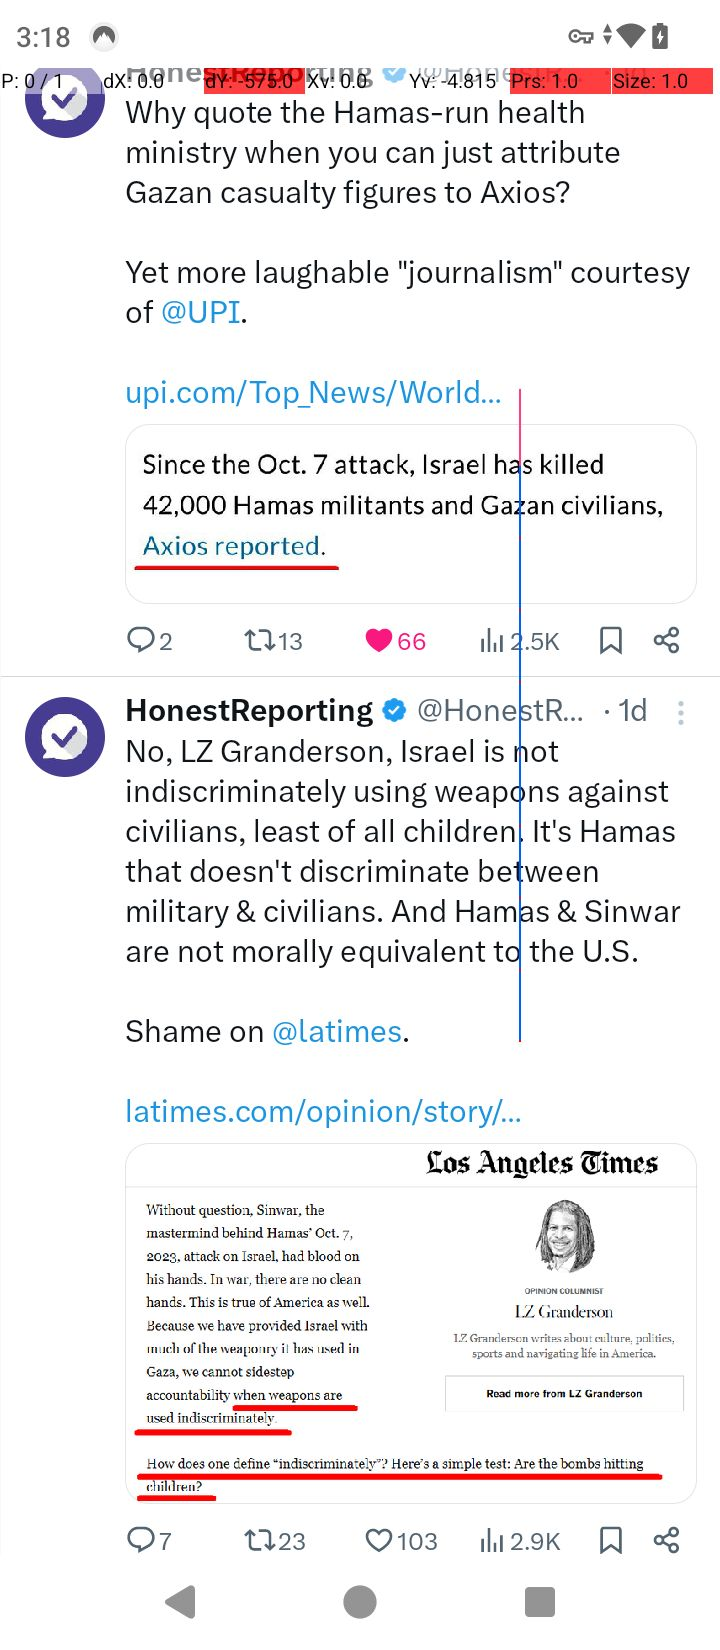 3:18
P: 0 / 1 dX: 0.0 dY: -575.0 Xv: 0.0 Yv: -4.815 Prs: 1.0 Size: 1.0
HonestReporting @HonestR...
Why quote the Hamas-run health
ministry when you can just attribute
Gazan casualty figures to Axios?
Yet more laughable "journalism" courtesy
of @UPI.
upi.com/Top_News/World...
Since the Oct. 7 attack, Israel has killed
42,000 Hamas militants and Gazan civilians,
Axios reported.
2 13 66 2.5K
HonestReporting @HonestR... · 1d
No, LZ Granderson, Israel is not
indiscriminately using weapons against
civilians, least of all children. It's Hamas
that doesn't discriminate between
military & civilians. And Hamas & Sinwar
are not morally equivalent to the U.S.
Shame on @latimes.
latimes.com/opinion/story/...
Los Angeles Times
Without question, Sinwar, the
mastermind behind Hamas' Oct. 7,
2023, attack on Israel, had blood on
his hands. In war, there are no clean
hands. This is true of America as well.
Because we have provided Israel with
much of the weaponry it has used in
Gaza, we cannot sidestep
accountability when weapons are
used indiscriminately.
How does one define "indiscriminately"? Here's a simple test: Are the bombs hitting
children?
OPINION COLUMNIST
LZ Granderson
LZ Granderson writes about culture, politics,
sports and navigating life in America.
Read more from LZ Granderson
7 23 103 2.9K